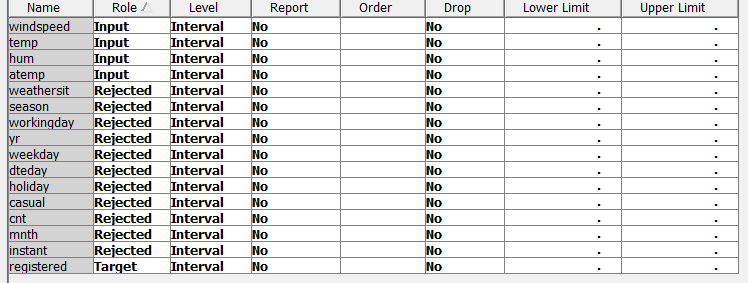 Name Role Level Report Order Drop Lower Limit Upper Limit
windspeed Input Interval No No . .
temp Input Interval No No . .
hum Input Interval No No . .
atemp Input Interval No No . .
weathersit Rejected Interval No No . .
season Rejected Interval No No . .
workingday Rejected Interval No No . .
yr Rejected Interval No No . .
weekday Rejected Interval No No . .
dteday Rejected Interval No No . .
holiday Rejected Interval No No . .
casual Rejected Interval No No . .
cnt Rejected Interval No No . .
mnth Rejected Interval No No . .
instant Rejected Interval No No . .
registered Target Interval No No . .